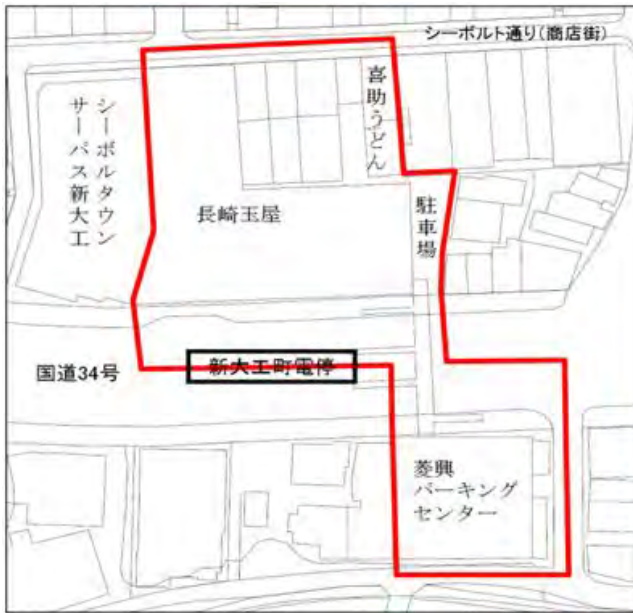 シーボルト通り(商店街)
喜助うどん
シーボルタウン
サーパス新大工
長崎玉屋
駐車場
国道34号
新大工町電停
菱興
パーキング
センター